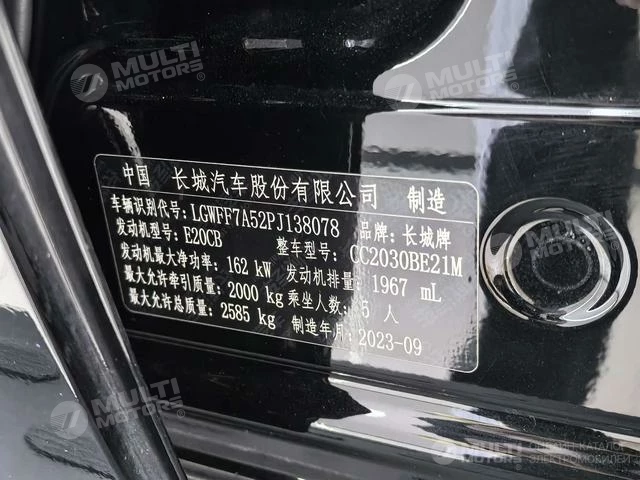 MULTI
MOTORS®
MULTI
MOTORS®
中国 长城汽车股份有限公司 制造
车辆识别代号: LGWFF7A52PJ138078 品牌: 长城牌
发动机型号: E20CB 整车型号: CC2030BE21M
发动机最大净功率: 162 kW 发动机排量: 1967 mL
最大允许牵引质量: 2000 kg 乘坐人数: 5 人
最大允许总质量: 2585 kg 制造年月: 2023-09
MULTI
MOTORS®
MULTI
MOTORS
ОНЛАЙН-КАТАЛОГ
ЭЛЕКТРОМОБИЛЕЙ